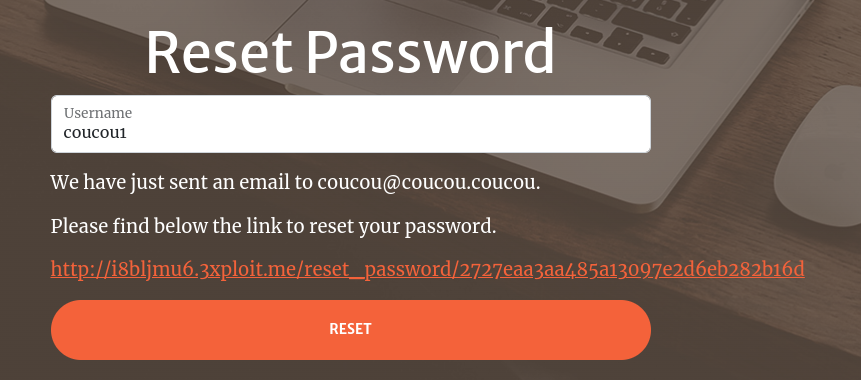 Reset Password
Username
coucou1
We have just sent an email to coucou@coucou.coucou.
Please find below the link to reset your password.
http://i8bljmu6.3xploit.me/reset_password/2727eaa3aa485a13097e2d6eb282b16d
RESET